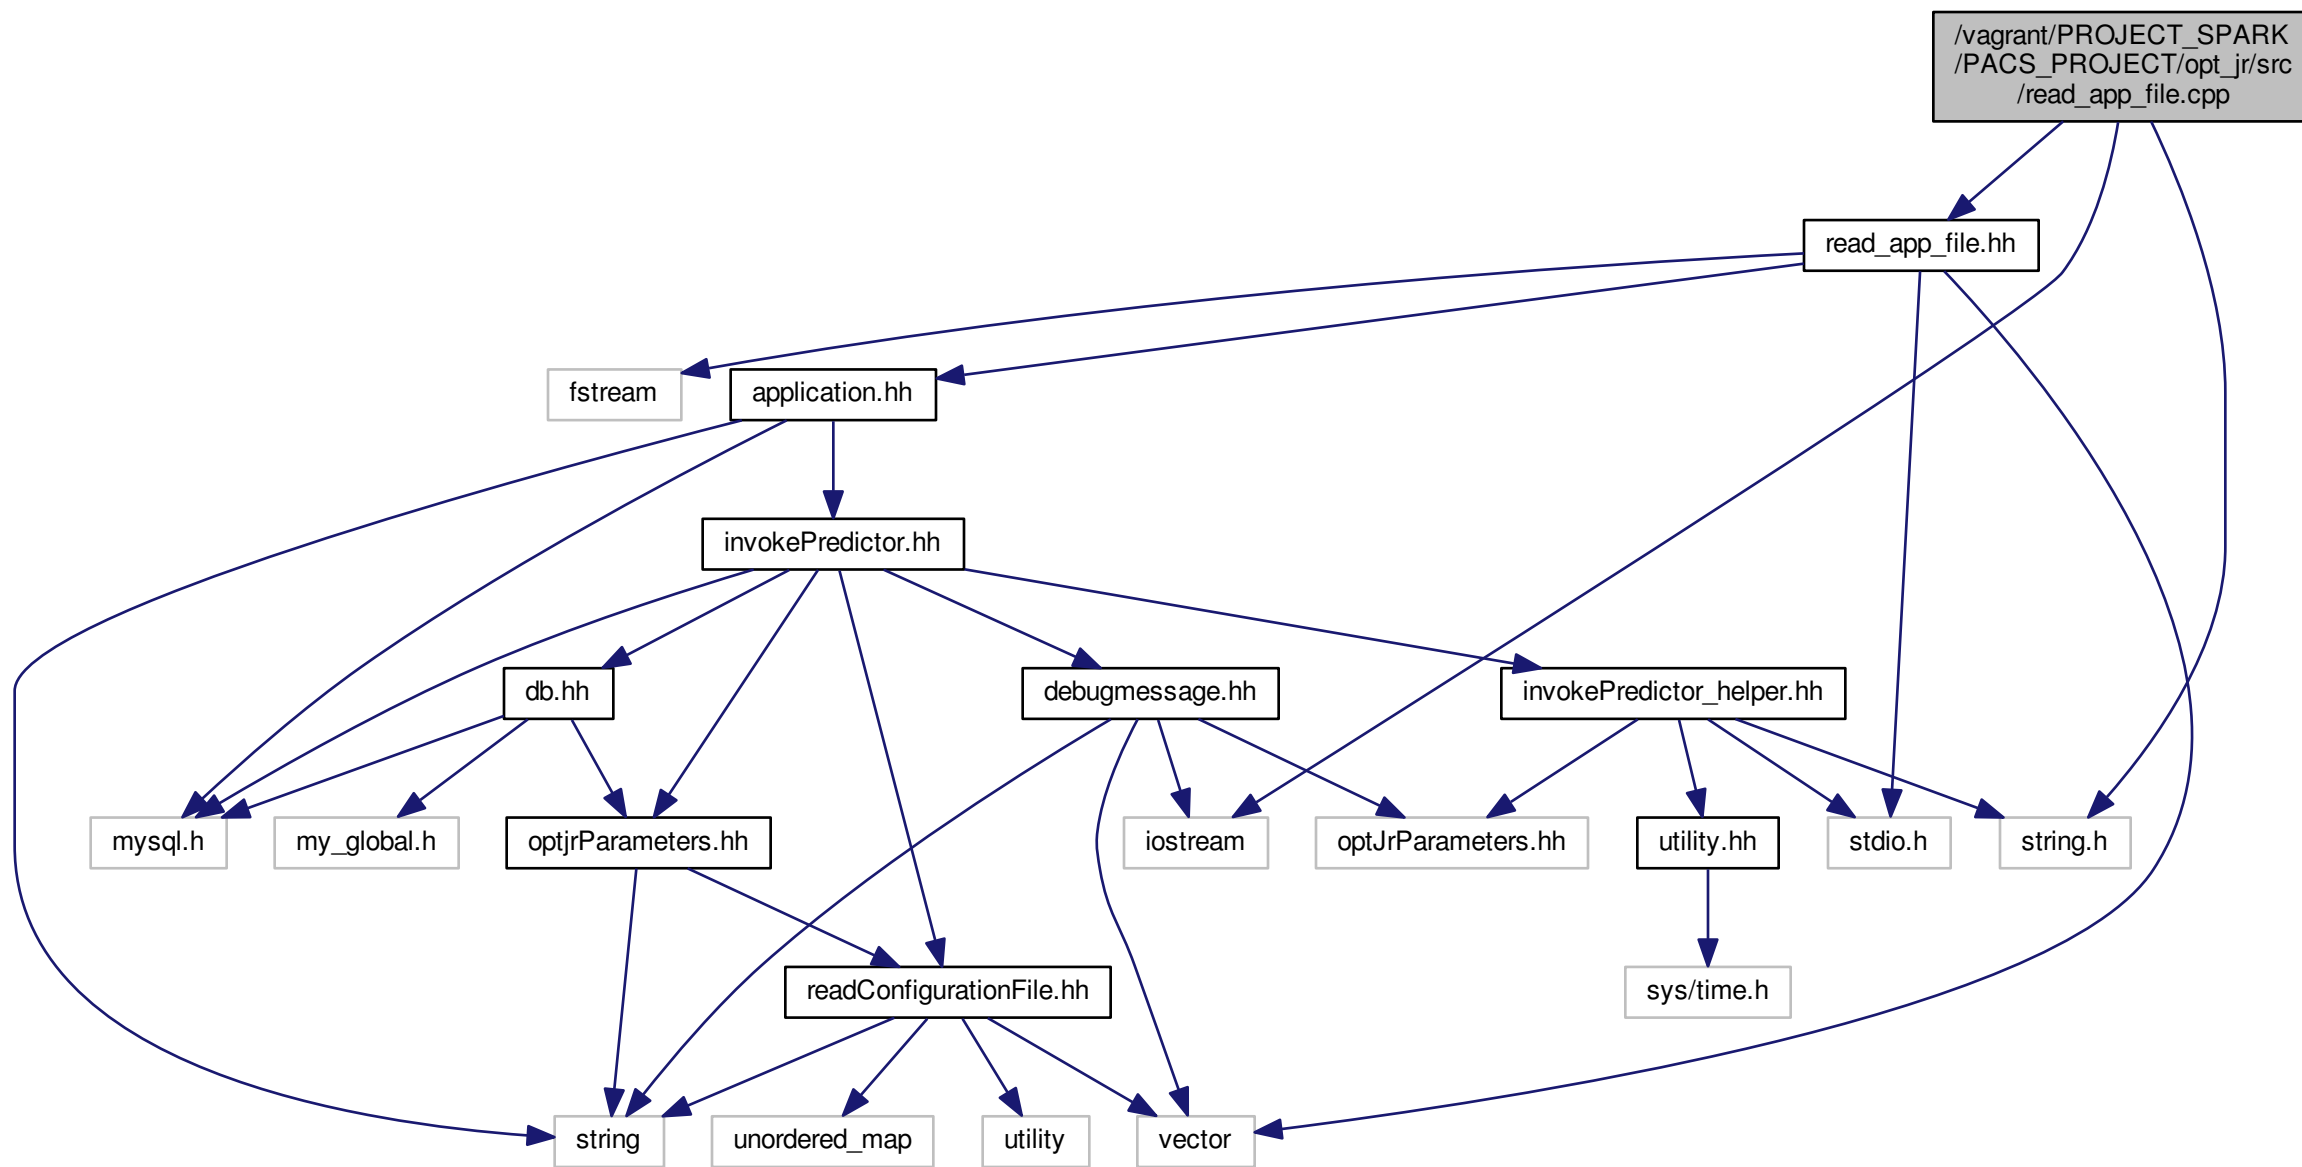 /vagrant/PROJECT_SPARK
/PACS_PROJECT/opt_jr/src
/read_app_file.cpp
read_app_file.hh
fstream
application.hh
invokePredictor.hh
db.hh
debugmessage.hh
invokePredictor_helper.hh
mysql.h
my_global.h
optjrParameters.hh
iostream
optJrParameters.hh
utility.hh
stdio.h
string.h
readConfigurationFile.hh
sys/time.h
string
unordered_map
utility
vector